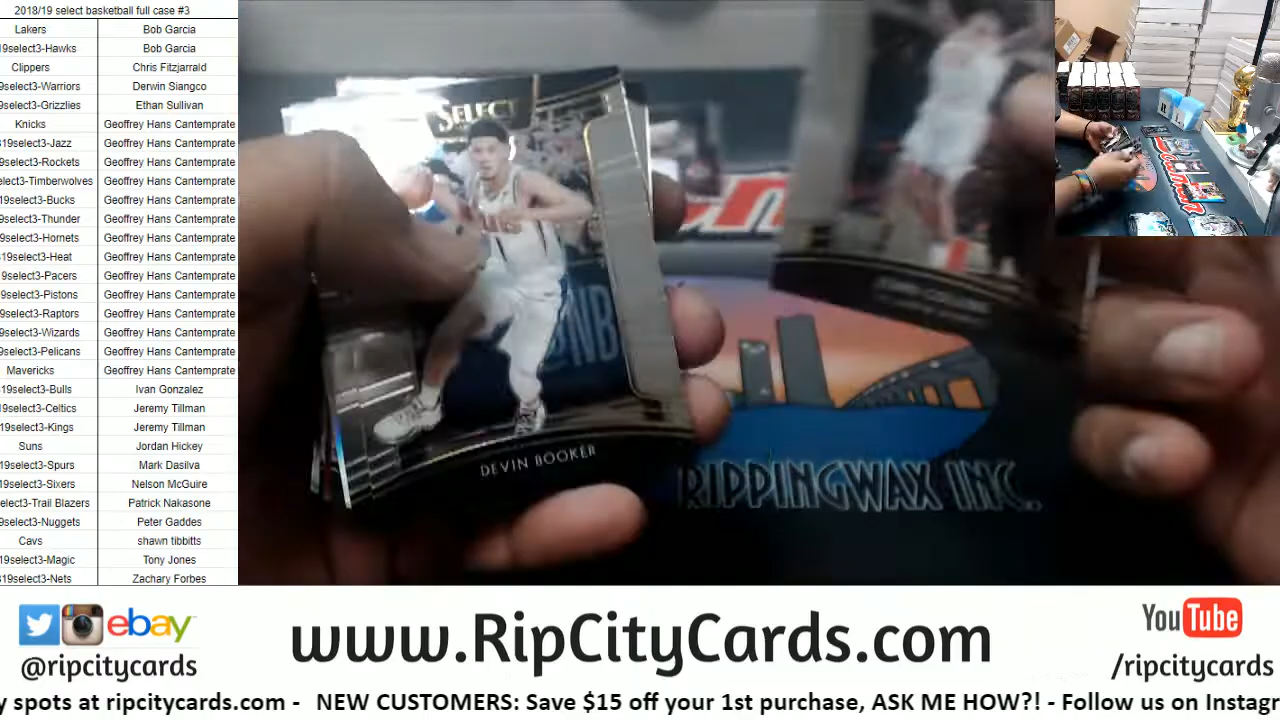 2018/19 select basketball full case #3
Lakers Bob Garcia
19select3-Hawks Bob Garcia
Clippers Chris Fitzjarrald
9select3-Warriors Derwin Siangco
9select3-Grizzlies Ethan Sullivan
Knicks Geoffrey Hans Cantemprate
19select3-Jazz Geoffrey Hans Cantemprate
9select3-Rockets Geoffrey Hans Cantemprate
elect3-Timberwolves Geoffrey Hans Cantemprate
19select3-Bucks Geoffrey Hans Cantemprate
9select3-Thunder Geoffrey Hans Cantemprate
9select3-Hornets Geoffrey Hans Cantemprate
19select3-Heat Geoffrey Hans Cantemprate
9select3-Pacers Geoffrey Hans Cantemprate
9select3-Pistons Geoffrey Hans Cantemprate
9select3-Raptors Geoffrey Hans Cantemprate
9select3-Wizards Geoffrey Hans Cantemprate
9select3-Pelicans Geoffrey Hans Cantemprate
Mavericks Geoffrey Hans Cantemprate
19select3-Bulls Ivan Gonzalez
19select3-Celtics Jeremy Tillman
19select3-Kings Jeremy Tillman
Suns Jordan Hickey
19select3-Spurs Mark Dasilva
19select3-Sixers Nelson McGuire
select3-Trail Blazers Patrick Nakasone
9select3-Nuggets Peter Gaddes
Cavs shawn tibbitts
19select3-Magic Tony Jones
19select3-Nets Zachary Forbes
SELECT
@NBA
DEVIN BOOKER
RIPPINGWAX INC.
ebay
@ripcitycards
www.RipCityCards.com
YouTube
/ripcitycards
y spots at ripcitycards.com - NEW CUSTOMERS: Save $15 off your 1st purchase, ASK ME HOW?! - Follow us on Instagr